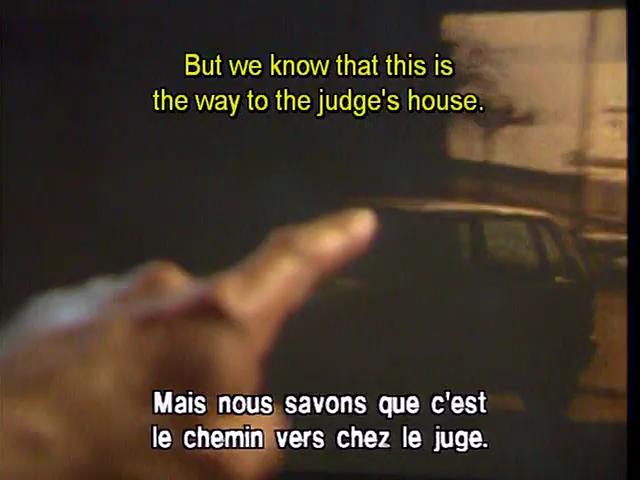 But we know that this is
the way to the judge's house.
Mais nous savons que c'est
le chemin vers chez le juge.